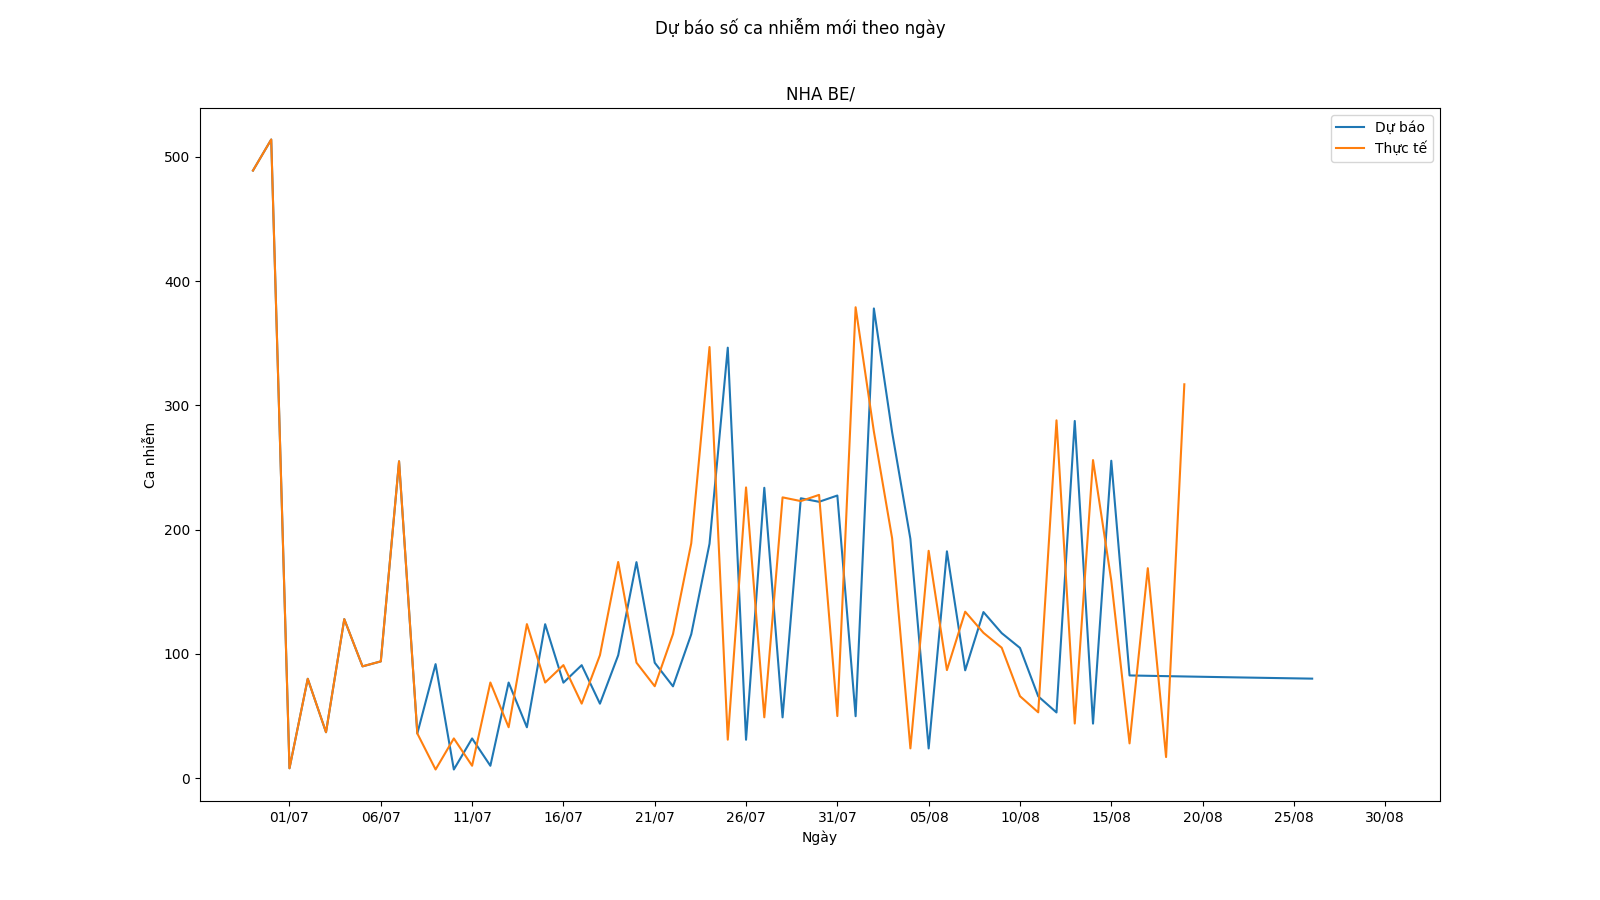 Dự báo số ca nhiễm mới theo ngày
NHA BE/
Dự báo
Thực tế
500
400
300
200
100
0
Ca nhiễm
01/07 06/07 11/07 16/07 21/07 26/07 31/07 05/08 10/08 15/08 20/08 25/08 30/08
Ngày